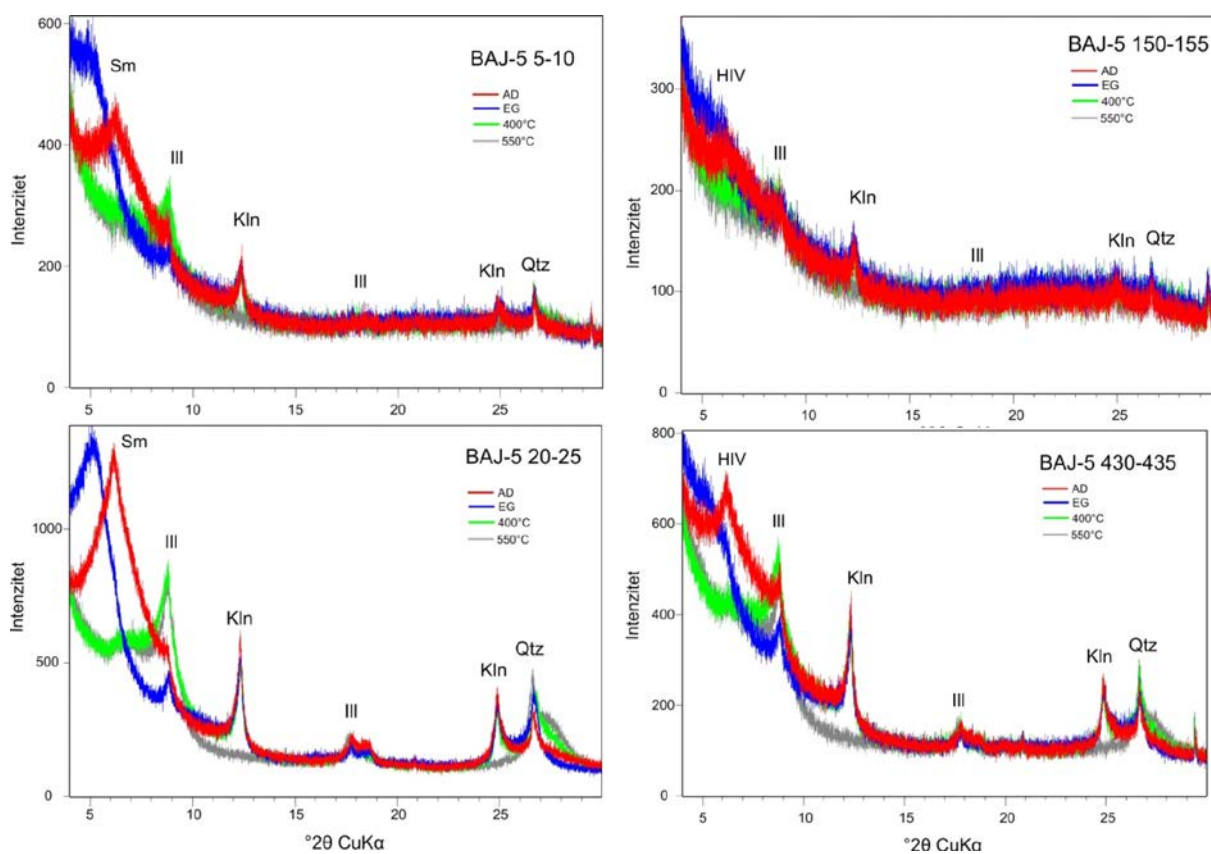 600
Sm
BAJ-5 5-10
AD
EG
400°C
550°C
400
Ill
Intenzitet
Kln
200
Ill
Kln
Qtz
0
5
10
15
20
25
BAJ-5 150-155
300
HIV
AD
EG
400°C
550°C
Ill
Intenzitet
200
Kln
Ill
Kln
Qtz
100
0
5
10
15
20
25
Sm
BAJ-5 20-25
AD
EG
400°C
550°C
1000
Ill
Intenzitet
Kln
500
Kln
Qtz
Ill
0
5
10
15
20
25
°2θ CuKα
800
HIV
BAJ-5 430-435
AD
EG
400°C
550°C
600
Ill
Intenzitet
Kln
400
Kln
Qtz
200
Ill
0
5
10
15
20
25
°2θ CuKα